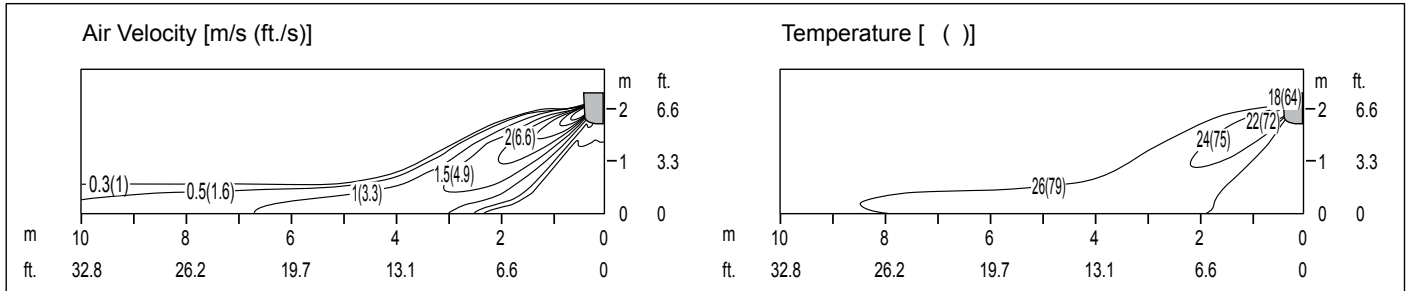 Air Velocity [m/s (ft./s)]
0.3(1)
0.5(1.6)
1(3.3)
1.5(4.9)
2(6.6)
m ft.
2 6.6
1 3.3
0 0
m 10 8 6 4 2 0
ft. 32.8 26.2 19.7 13.1 6.6 0
Temperature [ ( )]
18(64)
22(72)
24(75)
26(79)
m ft.
2 6.6
1 3.3
0 0
m 10 8 6 4 2 0
ft. 32.8 26.2 19.7 13.1 6.6 0